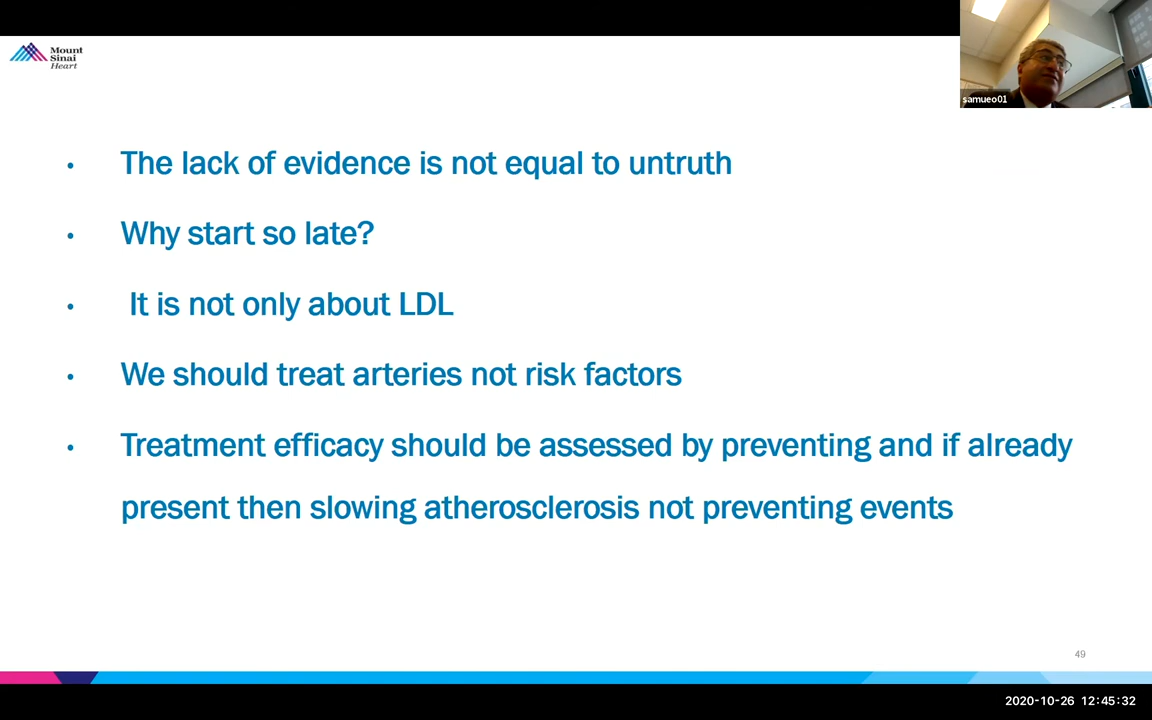 Mount
Sinai
Heart
samueo01
• The lack of evidence is not equal to untruth
• Why start so late?
• It is not only about LDL
• We should treat arteries not risk factors
• Treatment efficacy should be assessed by preventing and if already
present then slowing atherosclerosis not preventing events
49
2020-10-26 12:45:32